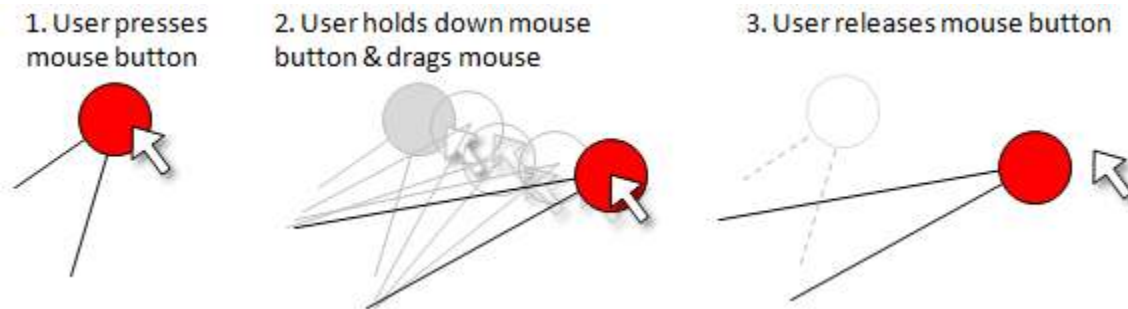 1. User presses
mouse button
2. User holds down mouse
button & drags mouse
3. User releases mouse button